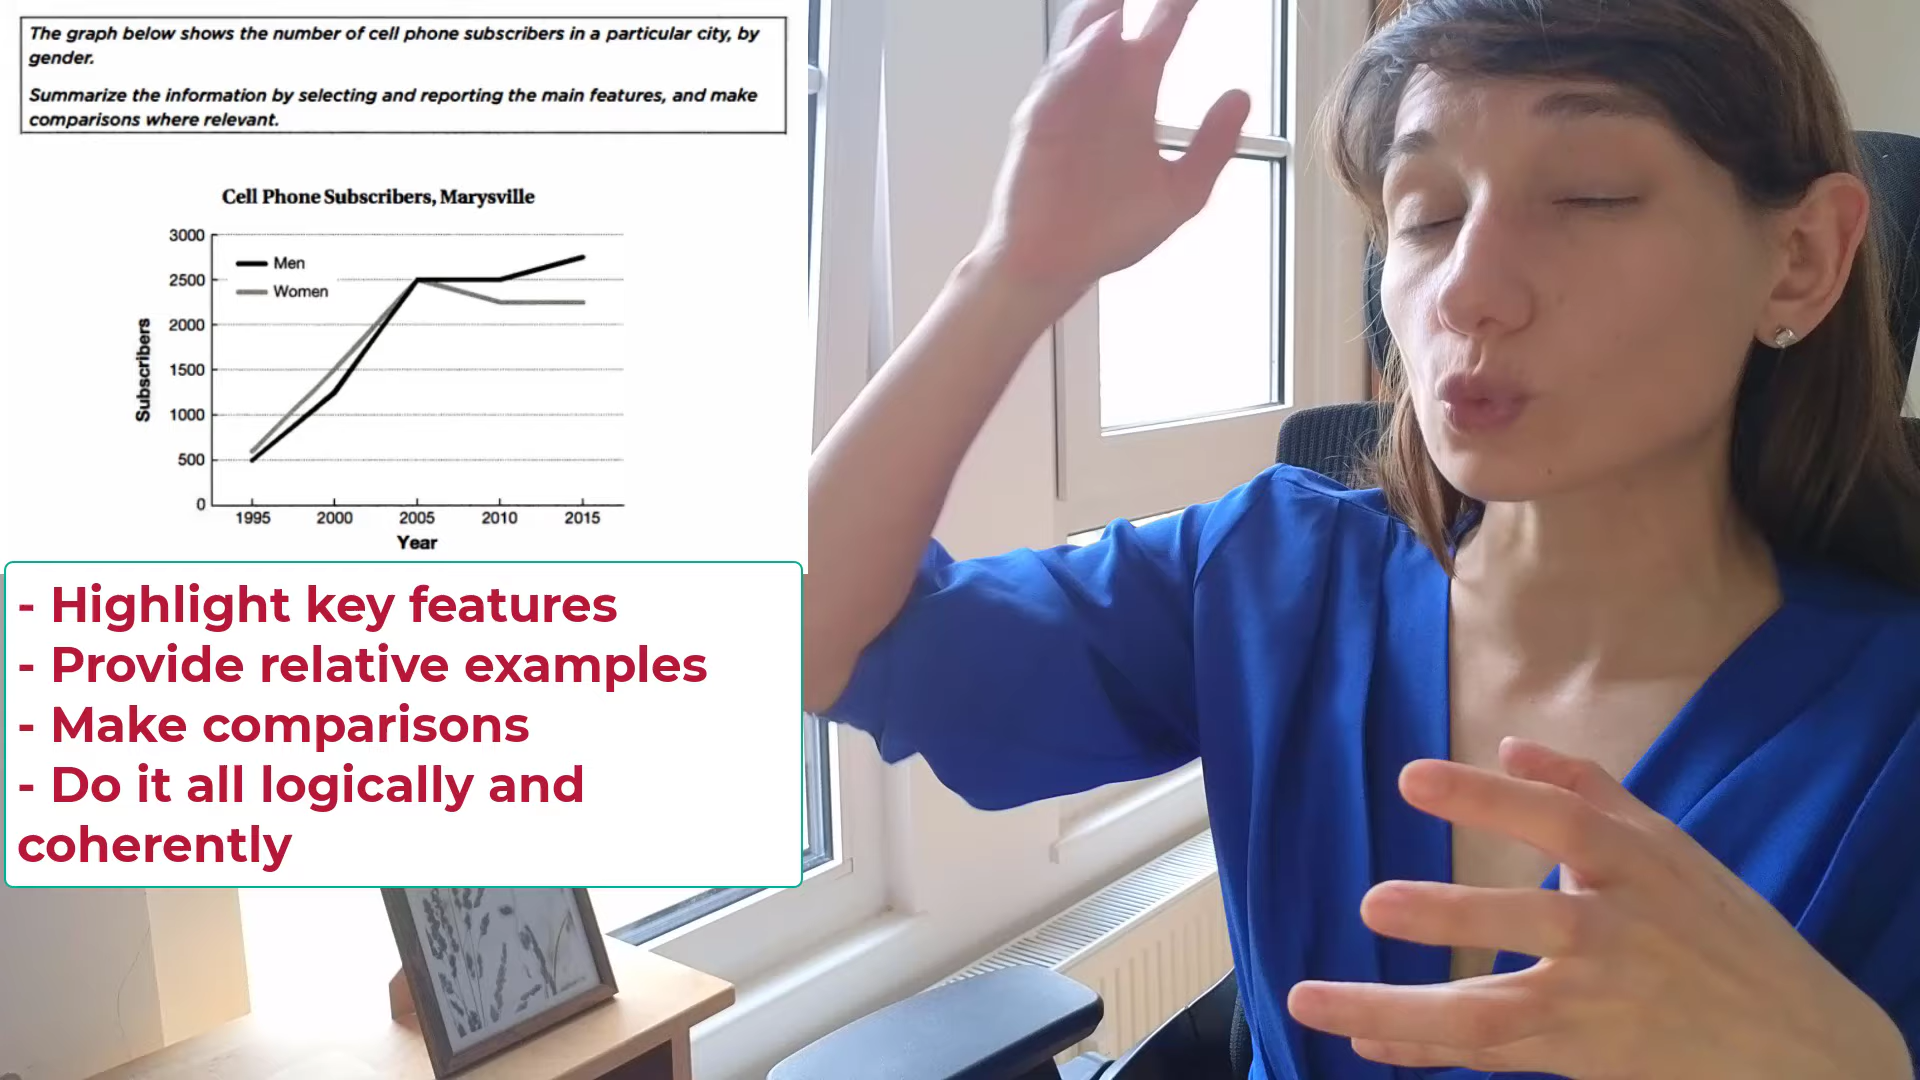 The graph below shows the number of cell phone subscribers in a particular city, by
gender.
Summarize the information by selecting and reporting the main features, and make
comparisons where relevant.
Cell Phone Subscribers, Marysville
3000
2500
2000
1500
1000
500
0
Men
Women
Subscribers
1995 2000 2005 2010 2015
Year
- Highlight key features
- Provide relative examples
- Make comparisons
- Do it all logically and
coherently